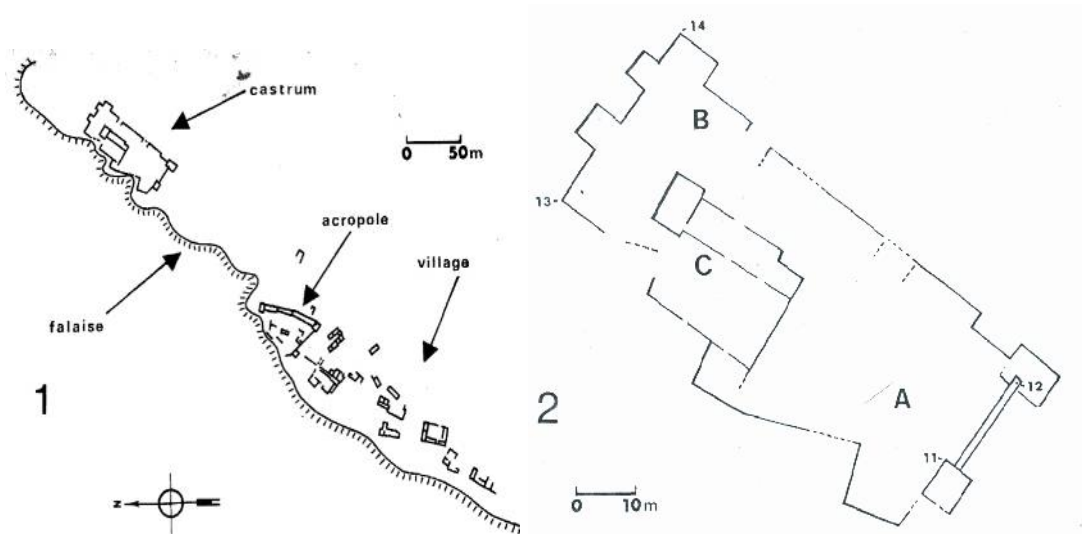 castrum
0 50m
acropole
village
falaise
1
N
14
B
13
C
A
12
11
2
0 10m